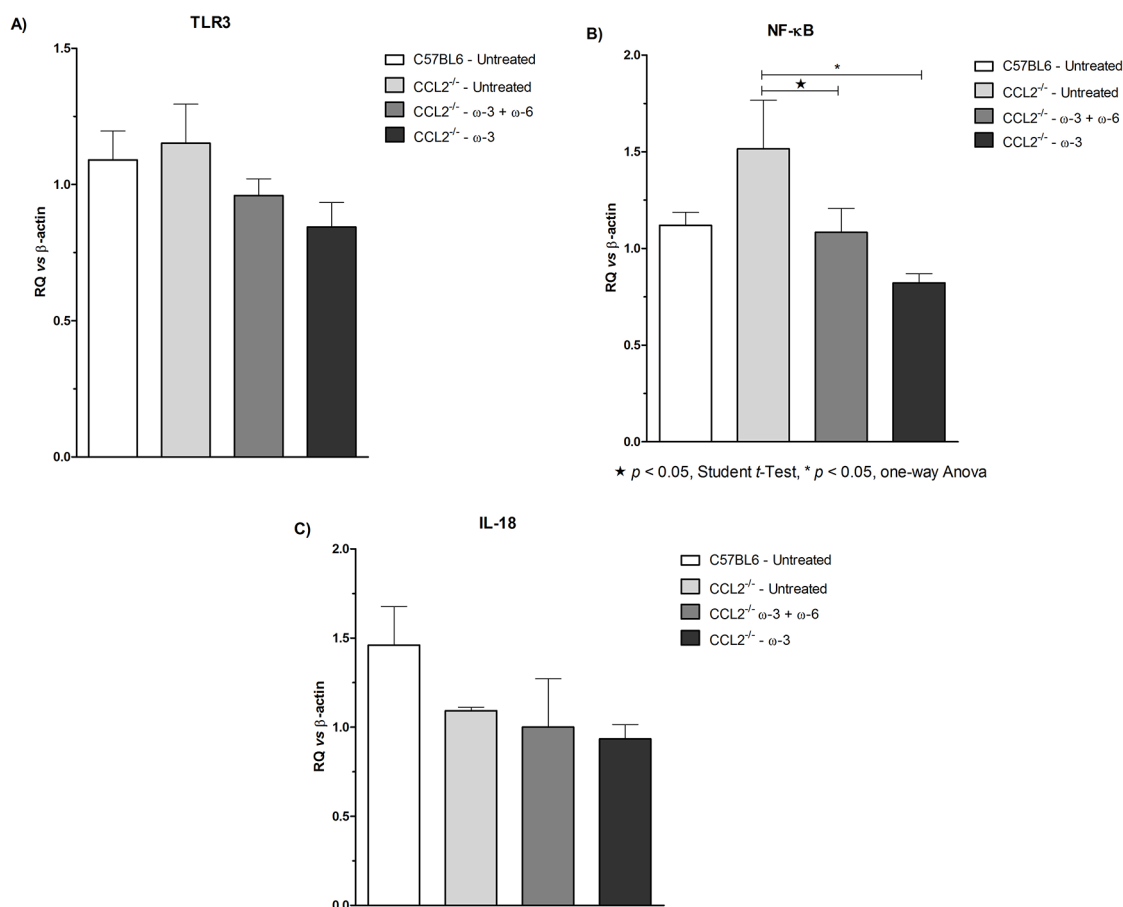 A)
TLR3
1.5
1.0
0.5
0.0
RQ vs β-actin
C57BL6 - Untreated
CCL2-/- - Untreated
CCL2-/- - ω-3 + ω-6
CCL2-/- - ω-3
B)
NF-κB
2.0
1.5
1.0
0.5
0.0
RQ vs β-actin
*
★
C57BL6 - Untreated
CCL2-/- - Untreated
CCL2-/- - ω-3 + ω-6
CCL2-/- - ω-3
★ p < 0.05, Student t-Test, * p < 0.05, one-way Anova
C)
IL-18
2.0
1.5
1.0
0.5
0.0
RQ vs β-actin
C57BL6 - Untreated
CCL2-/- - Untreated
CCL2-/- ω-3 + ω-6
CCL2-/- - ω-3